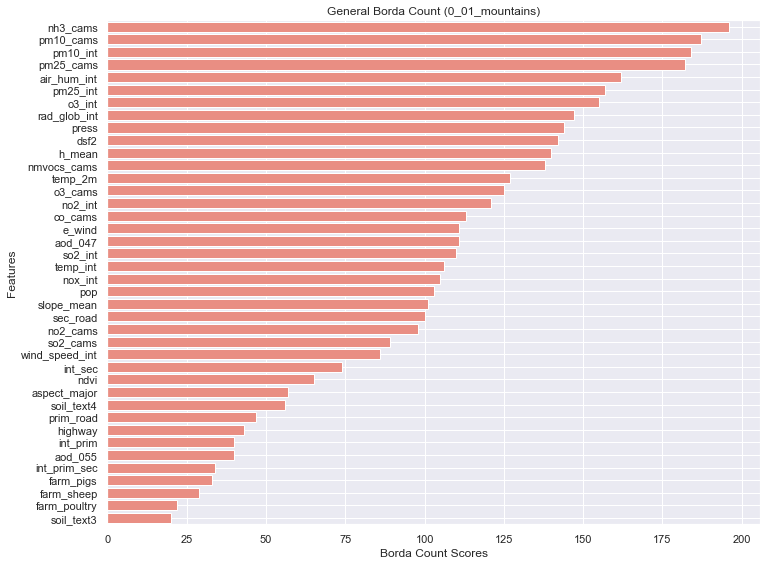 General Borda Count (0_01_mountains)
nh3_cams
pm10_cams
pm10_int
pm25_cams
air_hum_int
pm25_int
o3_int
rad_glob_int
press
dsf2
h_mean
nmvocs_cams
temp_2m
o3_cams
no2_int
co_cams
e_wind
aod_047
so2_int
temp_int
nox_int
pop
slope_mean
sec_road
no2_cams
so2_cams
wind_speed_int
int_sec
ndvi
aspect_major
soil_text4
prim_road
highway
int_prim
aod_055
int_prim_sec
farm_pigs
farm_sheep
farm_poultry
soil_text3
Features
0 25 50 75 100 125 150 175 200
Borda Count Scores